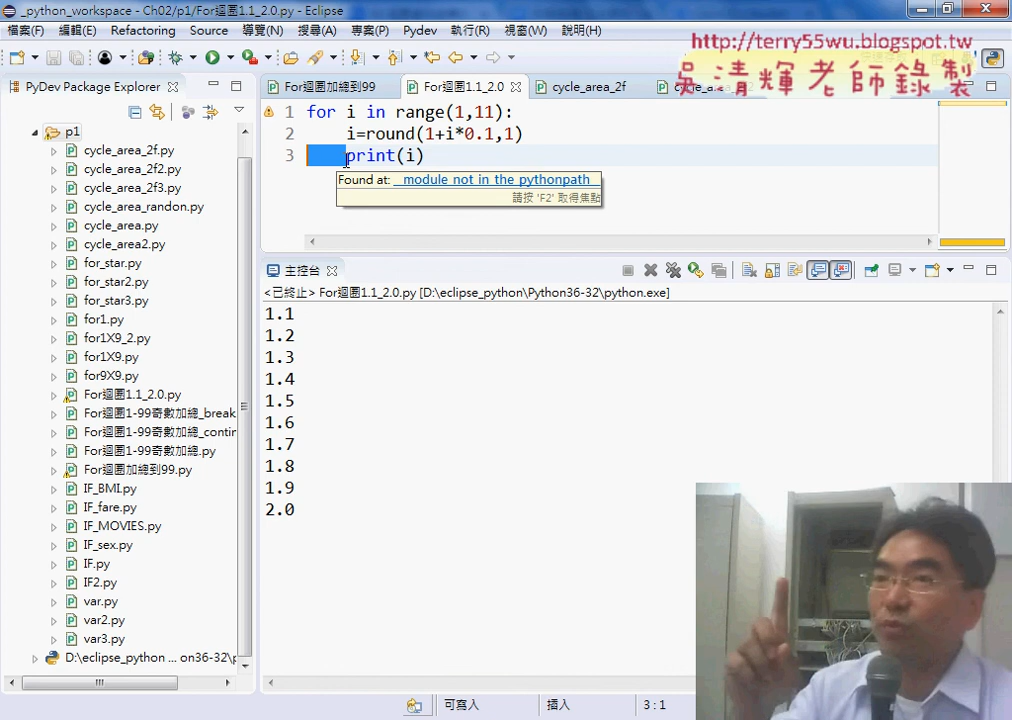 _python_workspace - Ch02/p1/For迴圈1.1_2.0.py - Eclipse
檔案(F) 編輯(E) Refactoring Source 導覽(N) 搜尋(A) 專案(P) Pydev 執行(R) 視窗(W) 說明(H)
http://terry55wu.blogspot.tw
吳清輝老師錄製
PyDev Package Explorer
For迴圈加總到99 For迴圈1.1_2.0 cycle_area_2f
1 for i in range(1,11):
2 i=round(1+i*0.1,1)
3 print(i)
Found at: module not in the pythonpath
請按 'F2' 取得焦點
p1
cycle_area_2f.py
cycle_area_2f2.py
cycle_area_2f3.py
cycle_area_randon.py
cycle_area.py
cycle_area2.py
for_star.py
for_star2.py
for_star3.py
for1.py
for1X9_2.py
for1X9.py
for9X9.py
For迴圈1.1_2.0.py
For迴圈1-99奇數加總_break
For迴圈1-99奇數加總_contir
For迴圈1-99奇數加總.py
For迴圈加總到99.py
IF_BMI.py
IF_fare.py
IF_MOVIES.py
IF_sex.py
IF.py
IF2.py
var.py
var2.py
var3.py
D:\eclipse_python ... on36-32\p
主控台
<已終止> For迴圈1.1_2.0.py [D:\eclipse_python\Python36-32\python.exe]
1.1
1.2
1.3
1.4
1.5
1.6
1.7
1.8
1.9
2.0
可寫入 插入 3 : 1